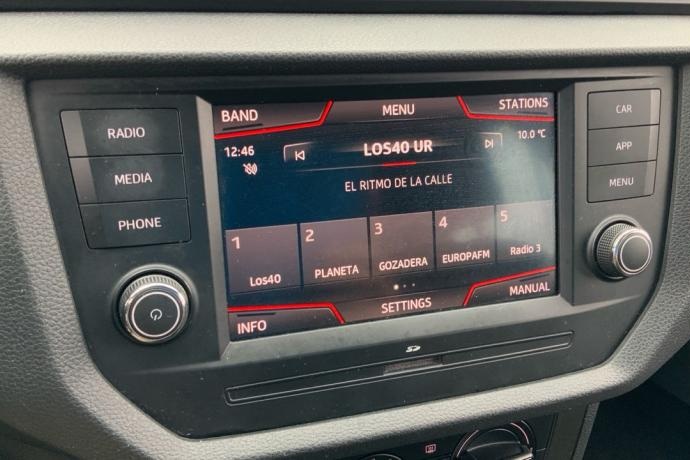 RADIO
MEDIA
PHONE
BAND
MENU
STATIONS
12:46
LOS40 UR
10.0 °C
EL RITMO DE LA CALLE
1
Los40
2
PLANETA
3
GOZADERA
4
EUROPAFM
5
Radio 3
INFO
SETTINGS
MANUAL
CAR
APP
MENU
SD